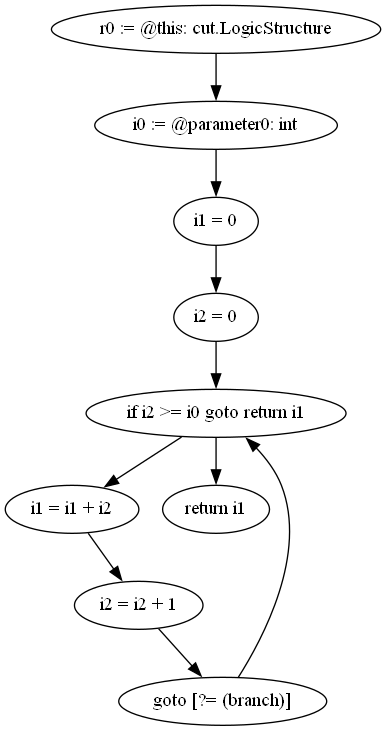 r0 := @this: cut.LogicStructure
i0 := @parameter0: int
i1 = 0
i2 = 0
if i2 >= i0 goto return i1
i1 = i1 + i2
return i1
i2 = i2 + 1
goto [?= (branch)]